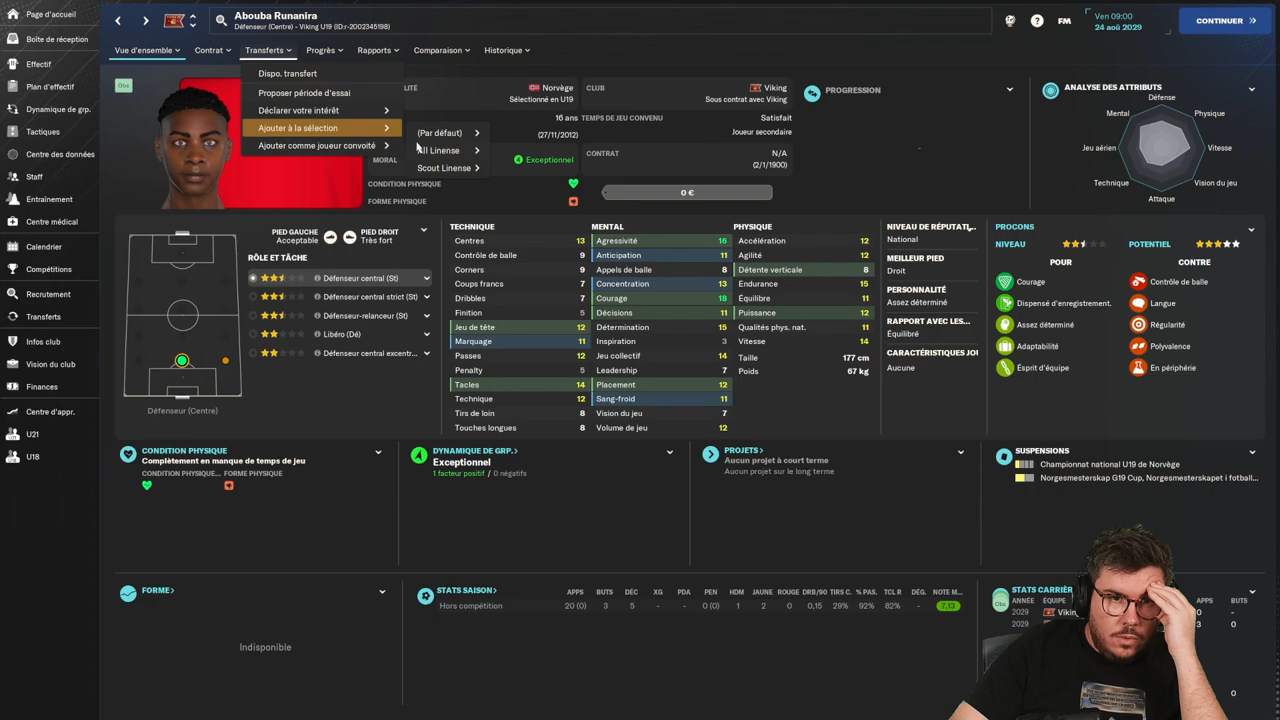 Page d'accueil
Boîte de réception
Effectif
Plan d'effectif
Dynamique de grp.
Tactiques
Centre des données
Staff
Entraînement
Centre médical
Calendrier
Compétitions
Recrutement
Transferts
Infos club
Vision du club
Finances
Centre d'appr.
U21
U18
Abouba Runanira
Défenseur (Centre) - Viking U19 (ID:r-2002345198)
FM
Ven 09:00
24 aoû 2029
CONTINUER
Vue d'ensemble
Contrat
Transferts
Progrès
Rapports
Comparaison
Historique
Obs
Dispo. transfert
Proposer période d'essai
Déclarer votre intérêt
Ajouter à la sélection
Ajouter comme joueur convoité
(Par défaut)
All Linense
Scout Linense
Norvège
Sélectionné en U19
16 ans
(27/11/2012)
MORAL
Exceptionnel
CONDITION PHYSIQUE
FORME PHYSIQUE
CLUB
Viking
Sous contrat avec Viking
TEMPS DE JEU CONVENU
Satisfait
Joueur secondaire
CONTRAT
N/A
(2/1/1900)
0 €
PROGRESSION
-
ANALYSE DES ATTRIBUTS
Défense
Mental
Physique
Jeu aérien
Vitesse
Technique
Vision du jeu
Attaque
PIED GAUCHE
Acceptable
PIED DROIT
Très fort
RÔLE ET TÂCHE
Défenseur central (St)
Défenseur central strict (St)
Défenseur-relanceur (St)
Libéro (Dé)
Défenseur central excentr...
Défenseur (Centre)
TECHNIQUE
Centres 13
Contrôle de balle 9
Corners 9
Coups francs 7
Dribbles 7
Finition 5
Jeu de tête 12
Marquage 11
Passes 12
Penalty 5
Tacles 14
Technique 12
Tirs de loin 8
Touches longues 8
MENTAL
Agressivité 16
Anticipation 11
Appels de balle 8
Concentration 13
Courage 18
Décisions 11
Détermination 15
Inspiration 3
Jeu collectif 14
Leadership 7
Placement 12
Sang-froid 11
Vision du jeu 7
Volume de jeu 12
PHYSIQUE
Accélération 12
Agilité 12
Détente verticale 8
Endurance 15
Équilibre 11
Puissance 12
Qualités phys. nat. 11
Vitesse 14
Taille 177 cm
Poids 67 kg
NIVEAU DE RÉPUTAT...
National
MEILLEUR PIED
Droit
PERSONNALITÉ
Assez déterminé
RAPPORT AVEC LES...
Équilibré
CARACTÉRISTIQUES JOU
Aucune
PROCONS
NIVEAU
POTENTIEL
POUR
CONTRE
Courage
Contrôle de balle
Dispensé d'enregistrement.
Langue
Assez déterminé
Régularité
Adaptabilité
Polyvalence
Esprit d'équipe
En périphérie
CONDITION PHYSIQUE
Complètement en manque de temps de jeu
CONDITION PHYSIQUE...
FORME PHYSIQUE
DYNAMIQUE DE GRP.
Exceptionnel
1 facteur positif / 0 négatifs
PROJETS
Aucun projet à court terme
Aucun projet sur le long terme
SUSPENSIONS
Championnat national U19 de Norvège
Norgesmesterskap G19 Cup, Norgesmesterskapet i fotball...
FORME
Indisponible
STATS SAISON APPS BUTS DÉC XG PDA PEN HDM JAUNE ROUGE DRB/90 TIRS C. % PAS. TCL R DÉG. NOTE M...
Hors compétition 20 (0) 3 5 - - 0 (0) 1 2 0 0,15 29% 92% 82% - 7,13
STATS CARRIÈ
Obs
ANNÉE ÉQUIPE APPS BUTS
2029 Vikin 0 -
2029 3 0
0